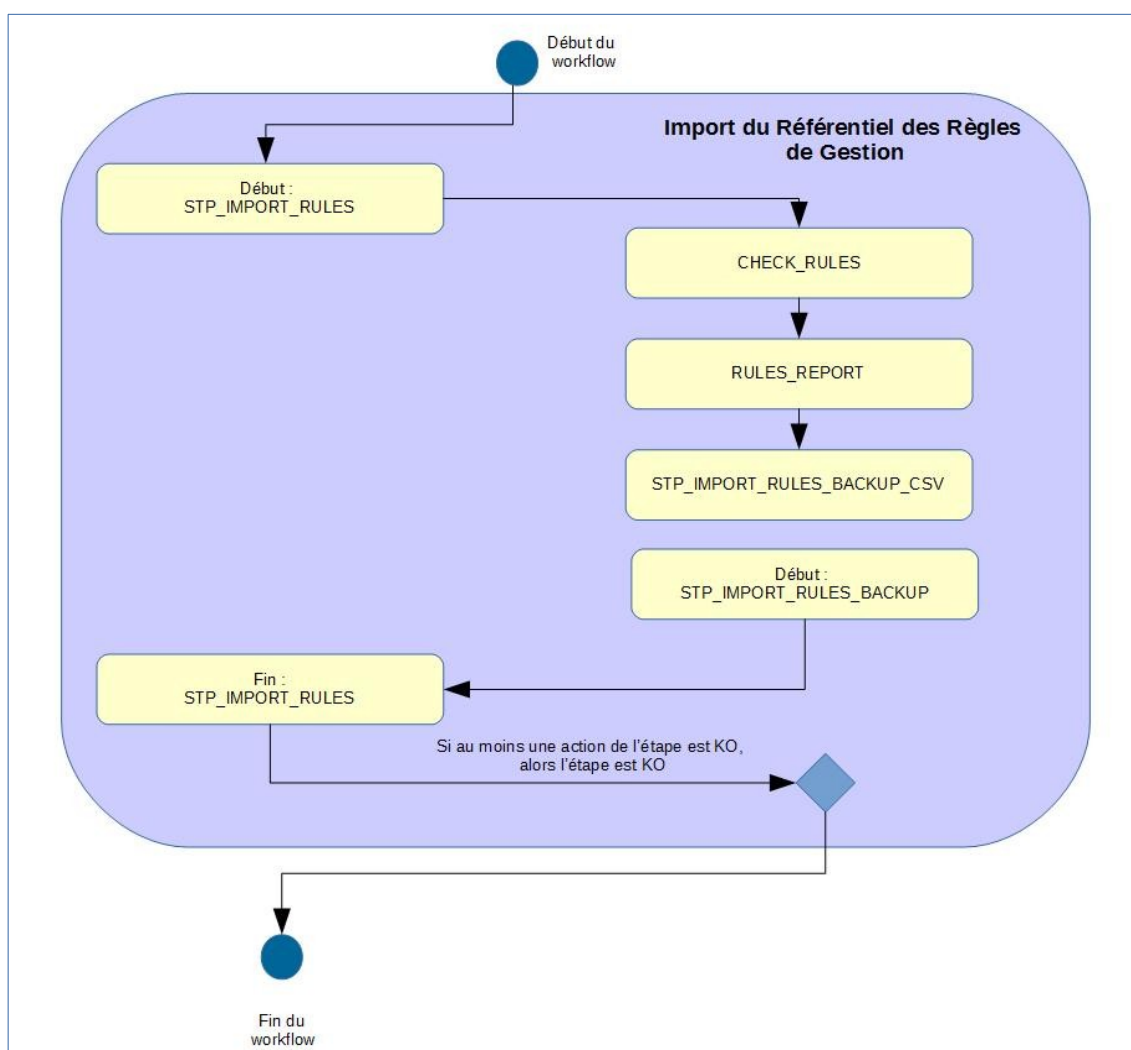 Début du
workflow
Import du Référentiel des Règles
de Gestion
Début :
STP_IMPORT_RULES
CHECK_RULES
RULES_REPORT
STP_IMPORT_RULES_BACKUP_CSV
Début :
STP_IMPORT_RULES_BACKUP
Fin :
STP_IMPORT_RULES
Si au moins une action de l'étape est KO,
alors l'étape est KO
Fin du
workflow